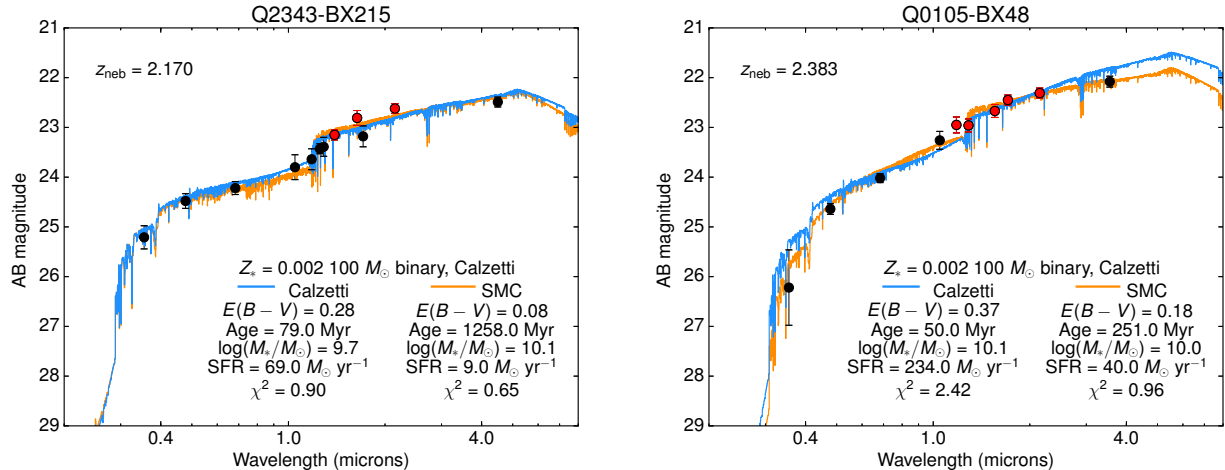 Q2343-BX215
z_neb = 2.170
21
22
23
24
25
26
27
28
29
AB magnitude
Z_* = 0.002 100 M_⊙ binary, Calzetti
Calzetti SMC
E(B − V) = 0.28 E(B − V) = 0.08
Age = 79.0 Myr Age = 1258.0 Myr
log(M_*/M_⊙) = 9.7 log(M_*/M_⊙) = 10.1
SFR = 69.0 M_⊙ yr⁻¹ SFR = 9.0 M_⊙ yr⁻¹
χ² = 0.90 χ² = 0.65
0.4 1.0 4.0
Wavelength (microns)
Q0105-BX48
z_neb = 2.383
21
22
23
24
25
26
27
28
29
AB magnitude
Z_* = 0.002 100 M_⊙ binary, Calzetti
Calzetti SMC
E(B − V) = 0.37 E(B − V) = 0.18
Age = 50.0 Myr Age = 251.0 Myr
log(M_*/M_⊙) = 10.1 log(M_*/M_⊙) = 10.0
SFR = 234.0 M_⊙ yr⁻¹ SFR = 40.0 M_⊙ yr⁻¹
χ² = 2.42 χ² = 0.96
0.4 1.0 4.0
Wavelength (microns)